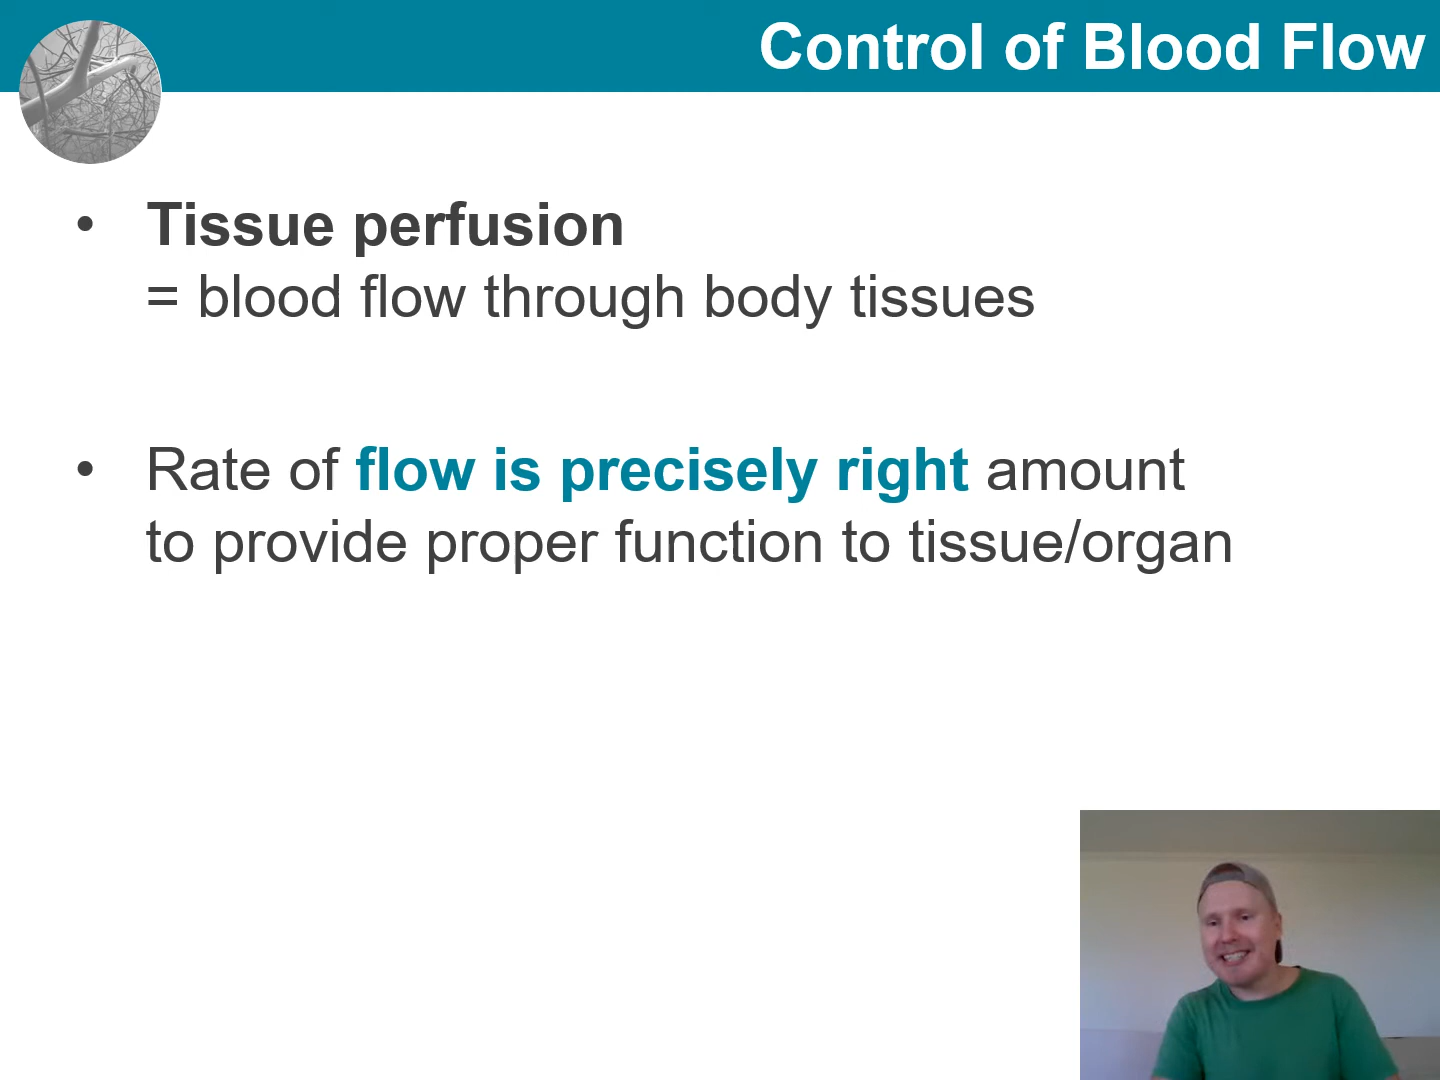 Control of Blood Flow
• Tissue perfusion
= blood flow through body tissues
• Rate of flow is precisely right amount
to provide proper function to tissue/organ